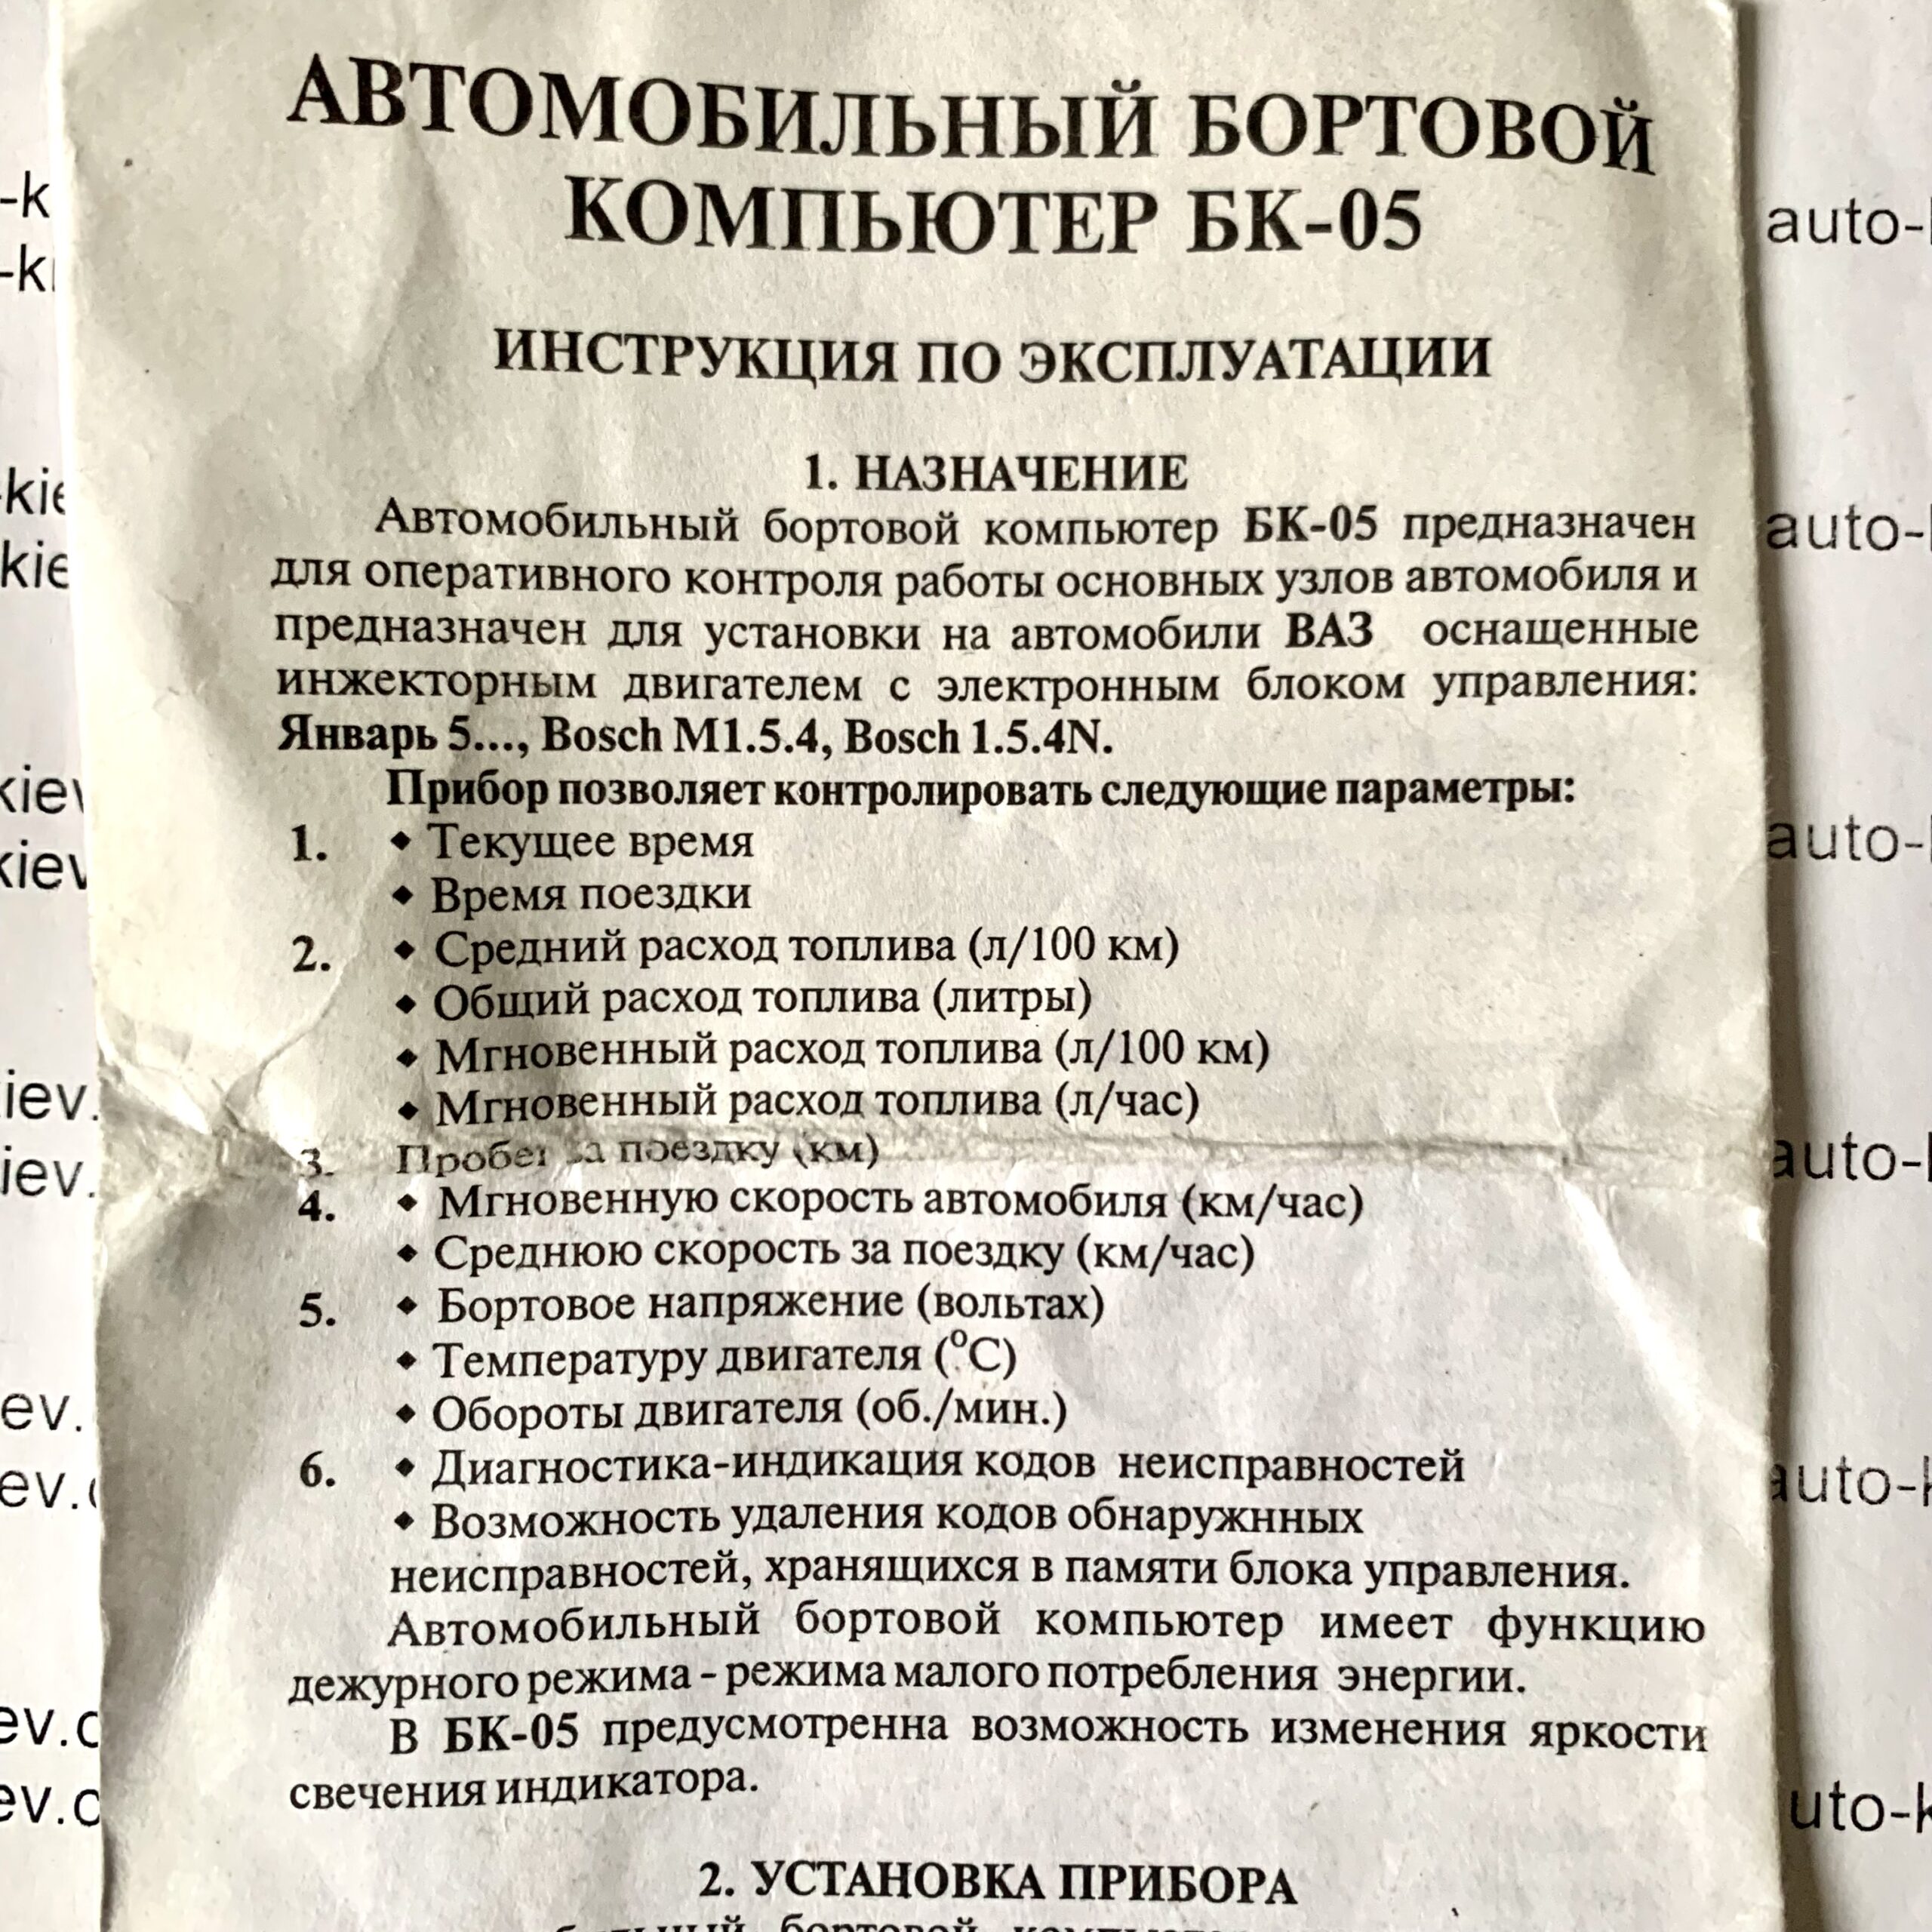 АВТОМОБИЛЬНЫЙ БОРТОВОЙ
КОМПЬЮТЕР БК-05
ИНСТРУКЦИЯ ПО ЭКСПЛУАТАЦИИ
1. НАЗНАЧЕНИЕ
Автомобильный бортовой компьютер БК-05 предназначен
для оперативного контроля работы основных узлов автомобиля и
предназначен для установки на автомобили ВАЗ оснащенные
инжекторным двигателем с электронным блоком управления:
Январь 5..., Bosch M1.5.4, Bosch 1.5.4N.
Прибор позволяет контролировать следующие параметры:
1. ◆ Текущее время
◆ Время поездки
2. ◆ Средний расход топлива (л/100 км)
◆ Общий расход топлива (литры)
◆ Мгновенный расход топлива (л/100 км)
◆ Мгновенный расход топлива (л/час)
3. Пробег за поездку (км)
4. ◆ Мгновенную скорость автомобиля (км/час)
◆ Среднюю скорость за поездку (км/час)
5. ◆ Бортовое напряжение (вольтах)
◆ Температуру двигателя (°С)
◆ Обороты двигателя (об./мин.)
6. ◆ Диагностика-индикация кодов неисправностей
◆ Возможность удаления кодов обнаружнных
неисправностей, хранящихся в памяти блока управления.
Автомобильный бортовой компьютер имеет функцию
дежурного режима - режима малого потребления энергии.
В БК-05 предусмотренна возможность изменения яркости
свечения индикатора.
2. УСТАНОВКА ПРИБОРА